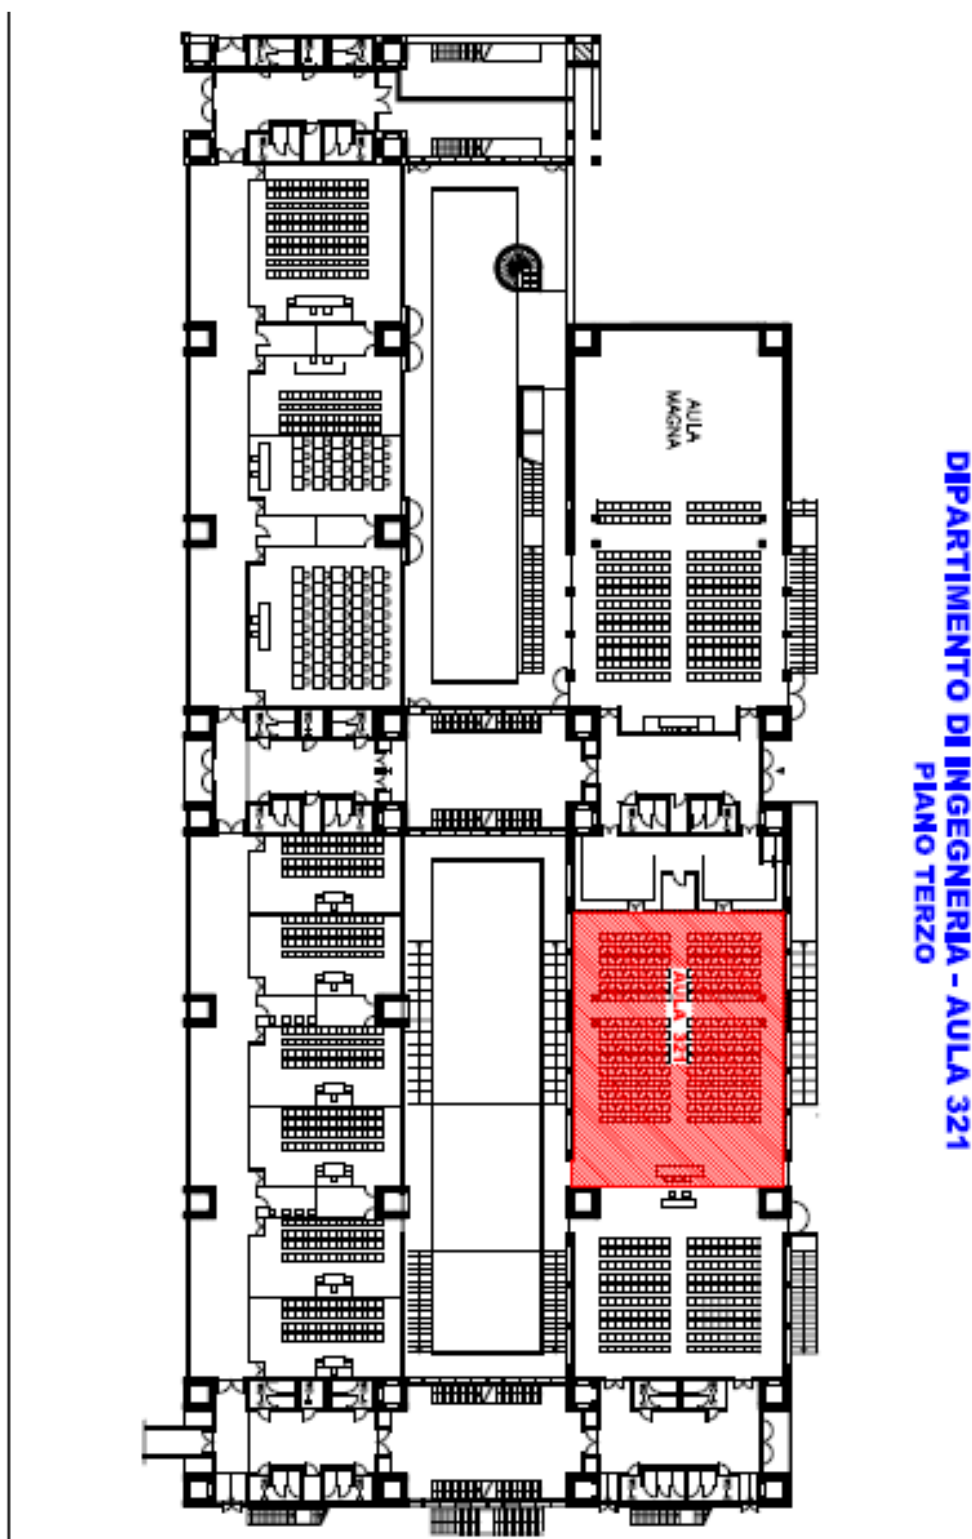 DIPARTIMENTO DI INGEGNERIA - AULA 321
PIANO TERZO
AULA
MAGNA
AULA 321